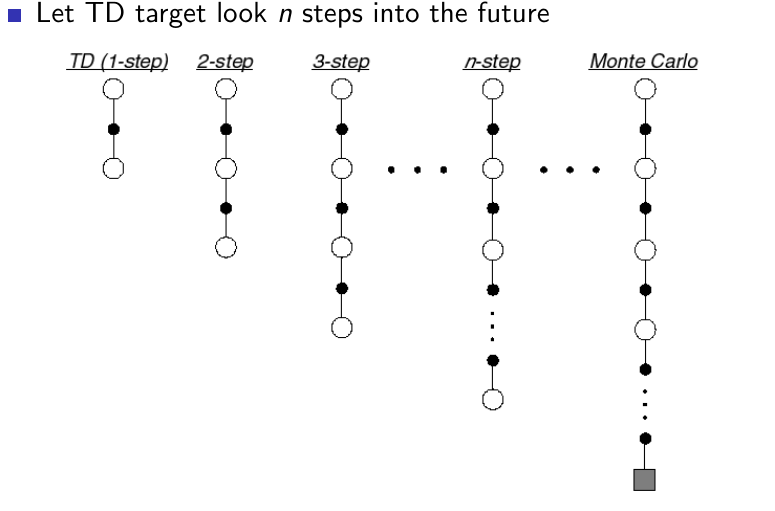 Let TD target look n steps into the future
TD (1-step) 2-step 3-step n-step Monte Carlo